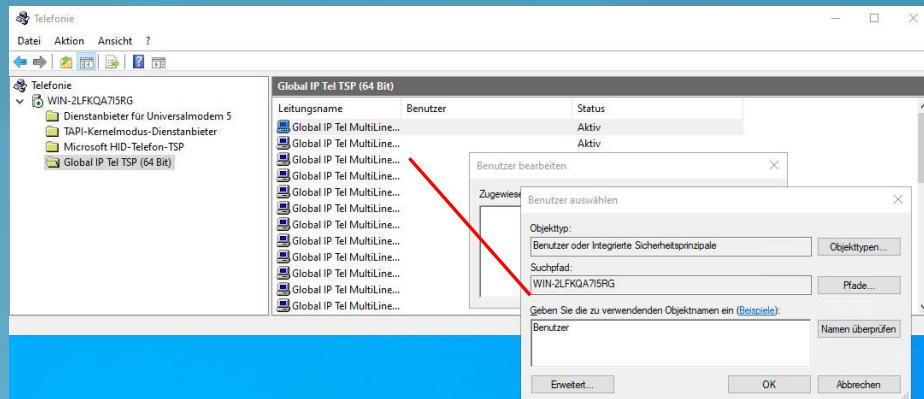 Telefonie
Datei Aktion Ansicht ?
Telefonie
WIN-2LFKQA7I5RG
Dienstanbieter für Universalmodem 5
TAPI-Kernelmodus-Dienstanbieter
Microsoft HID-Telefon-TSP
Global IP Tel TSP (64 Bit)
Global IP Tel TSP (64 Bit)
Leitungsname Benutzer Status
Global IP Tel MultiLine... Aktiv
Global IP Tel MultiLine... Aktiv
Global IP Tel MultiLine...
Global IP Tel MultiLine...
Global IP Tel MultiLine...
Global IP Tel MultiLine...
Global IP Tel MultiLine...
Global IP Tel MultiLine...
Global IP Tel MultiLine...
Global IP Tel MultiLine...
Global IP Tel MultiLine...
Global IP Tel MultiLine...
Benutzer bearbeiten
Benutzer auswählen
Objekttyp:
Benutzer oder Integrierte Sicherheitsprinzipale
Objekttypen...
Suchpfad:
WIN-2LFKQA7I5RG
Pfade...
Geben Sie die zu verwendenden Objektnamen ein (Beispiele):
Benutzer
Namen überprüfen
Erweitert...
OK
Abbrechen